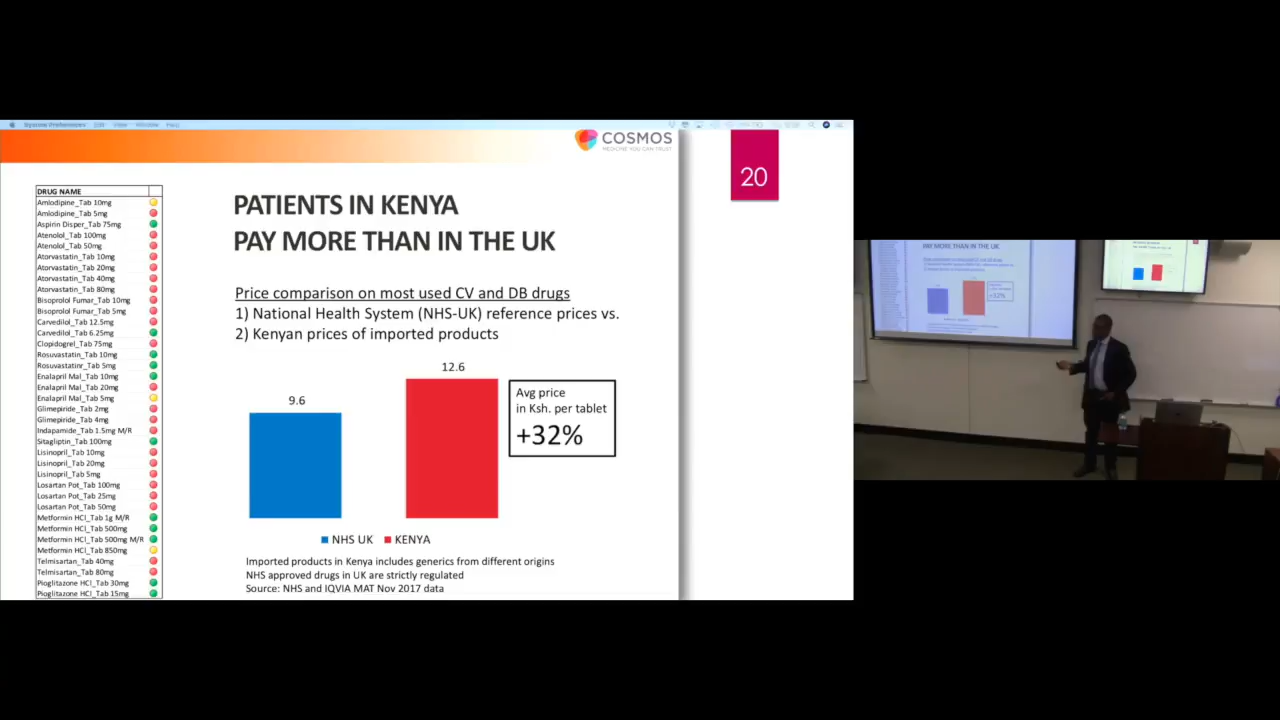 COSMOS
MEDICINE YOU CAN TRUST
20
DRUG NAME
Amlodipine_Tab 10mg
Amlodipine_Tab 5mg
Aspirin Disper_Tab 75mg
Atenolol_Tab 100mg
Atenolol_Tab 50mg
Atorvastatin_Tab 10mg
Atorvastatin_Tab 20mg
Atorvastatin_Tab 40mg
Atorvastatin_Tab 80mg
Bisoprolol Fumar_Tab 10mg
Bisoprolol Fumar_Tab 5mg
Carvedilol_Tab 12.5mg
Carvedilol_Tab 6.25mg
Clopidogrel_Tab 75mg
Rosuvastatin_Tab 10mg
Rosuvastatinr_Tab 5mg
Enalapril Mal_Tab 10mg
Enalapril Mal_Tab 20mg
Enalapril Mal_Tab 5mg
Glimepiride_Tab 2mg
Glimepiride_Tab 4mg
Indapamide_Tab 1.5mg M/R
Sitagliptin_Tab 100mg
Lisinopril_Tab 10mg
Lisinopril_Tab 20mg
Lisinopril_Tab 5mg
Losartan Pot_Tab 100mg
Losartan Pot_Tab 25mg
Losartan Pot_Tab 50mg
Metformin HCl_Tab 1g M/R
Metformin HCl_Tab 500mg
Metformin HCl_Tab 500mg M/R
Metformin HCl_Tab 850mg
Telmisartan_Tab 40mg
Telmisartan_Tab 80mg
Pioglitazone HCl_Tab 30mg
Pioglitazone HCl_Tab 15mg
PATIENTS IN KENYA
PAY MORE THAN IN THE UK
Price comparison on most used CV and DB drugs
1) National Health System (NHS-UK) reference prices vs.
2) Kenyan prices of imported products
9.6
12.6
Avg price
in Ksh. per tablet
+32%
NHS UK KENYA
Imported products in Kenya includes generics from different origins
NHS approved drugs in UK are strictly regulated
Source: NHS and IQVIA MAT Nov 2017 data
PAY MORE THAN IN THE UK
+32%